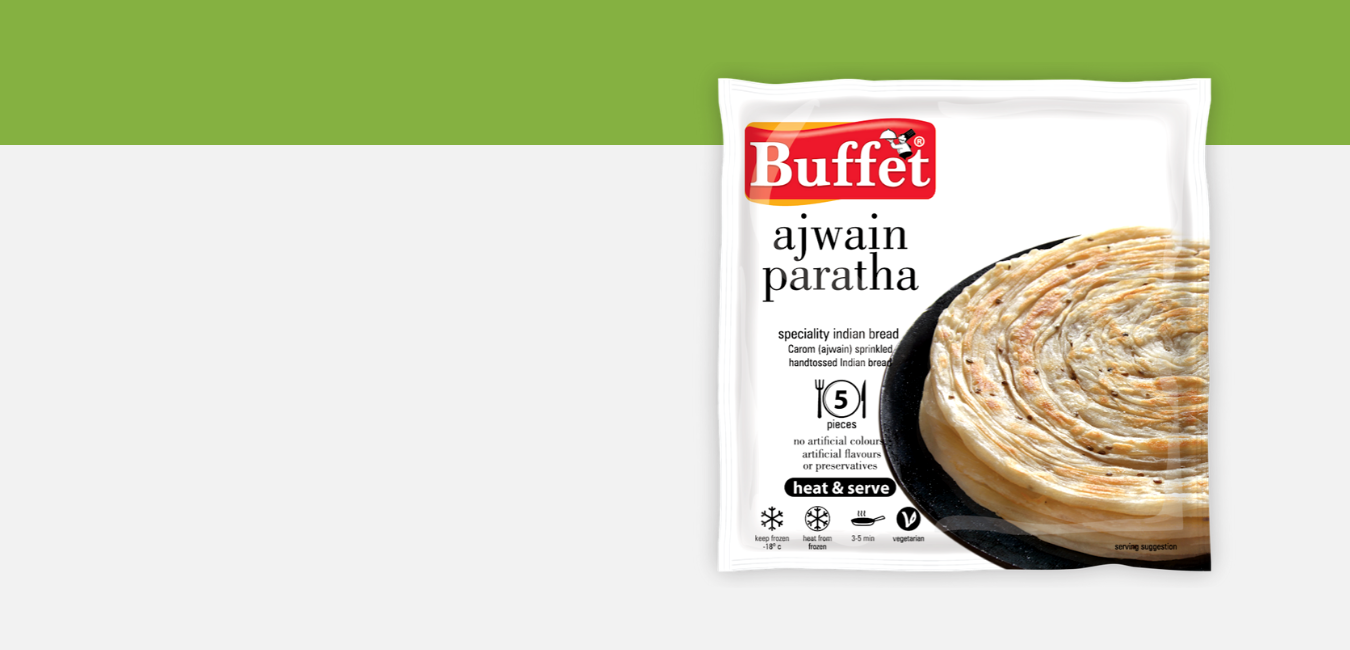 Buffet®
ajwain
paratha
speciality indian bread
Carom (ajwain) sprinkled
handtossed Indian bread
5
pieces
no artificial colours,
artificial flavours
or preservatives
heat & serve
keep frozen
-18° c
heat from
frozen
3-5 min
vegetarian
serving suggestion